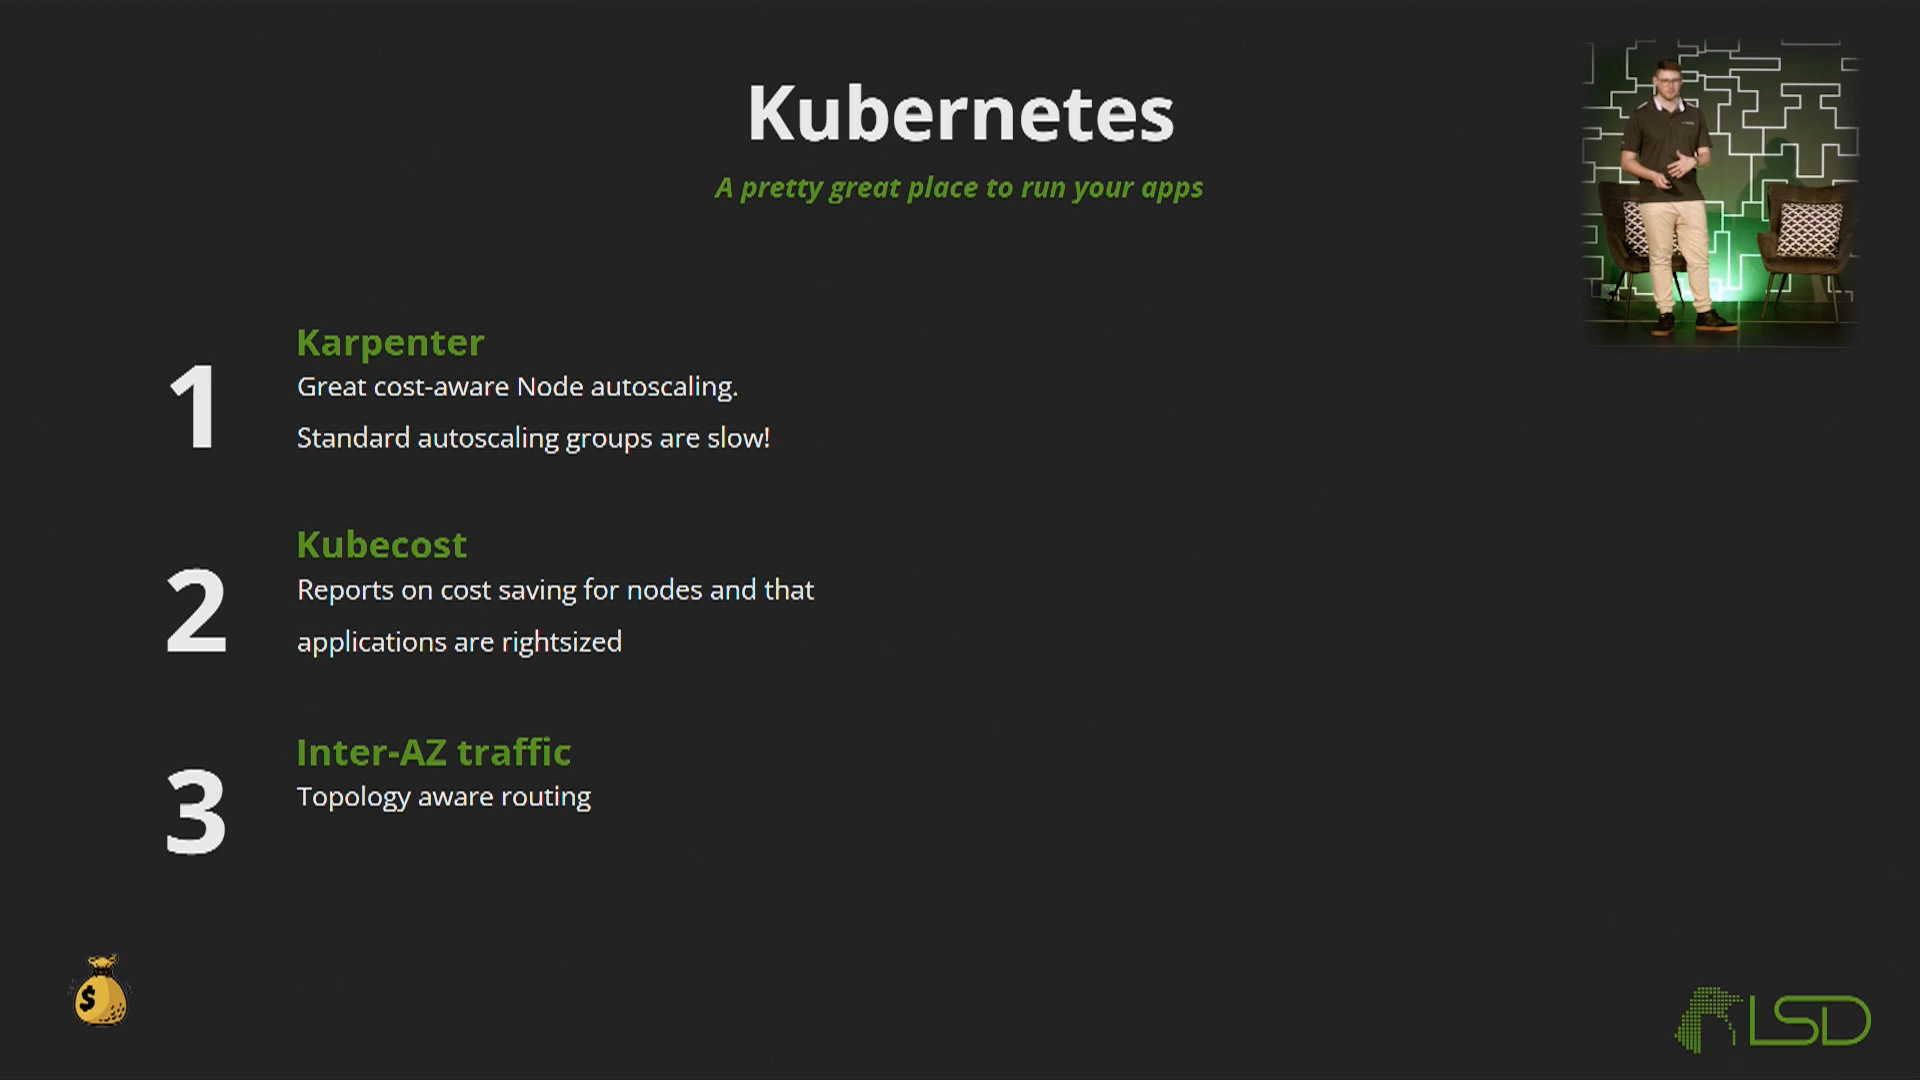 Kubernetes
A pretty great place to run your apps
1
Karpenter
Great cost-aware Node autoscaling.
Standard autoscaling groups are slow!
2
Kubecost
Reports on cost saving for nodes and that
applications are rightsized
3
Inter-AZ traffic
Topology aware routing
$
LSD